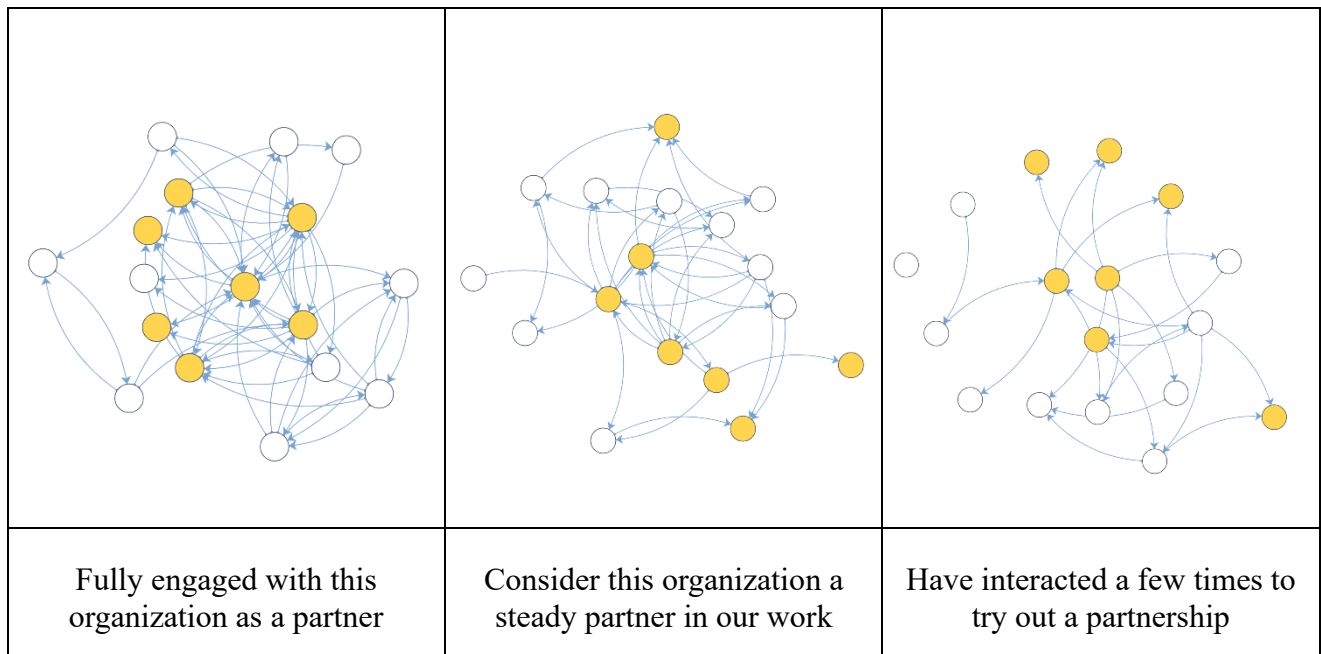 Fully engaged with this
organization as a partner
Consider this organization a
steady partner in our work
Have interacted a few times to
try out a partnership